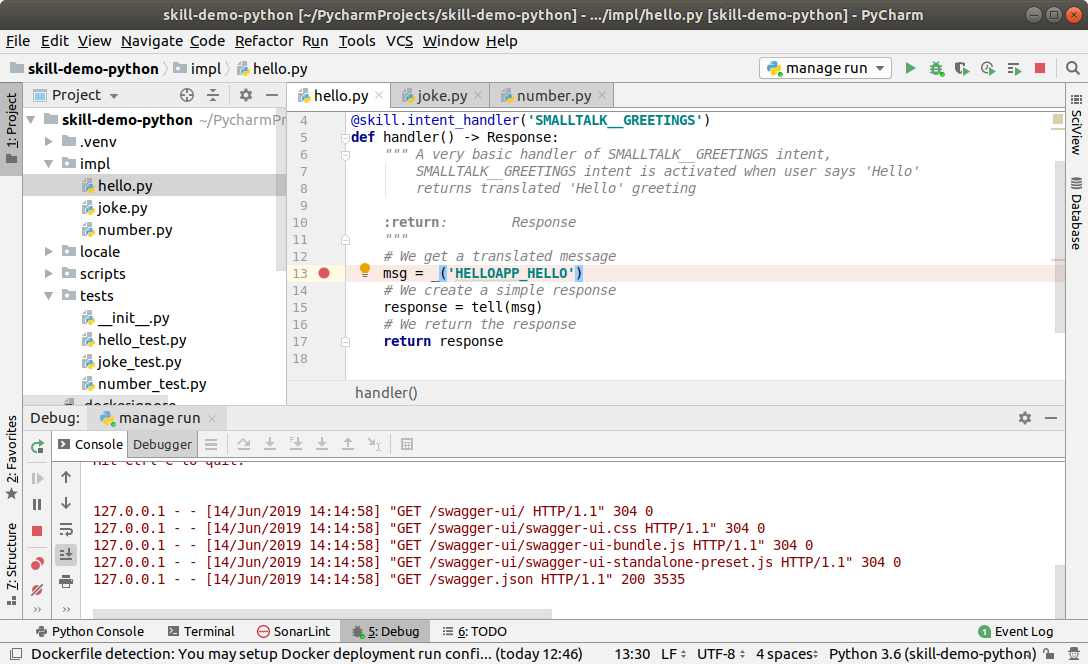 skill-demo-python [~/PycharmProjects/skill-demo-python] - .../impl/hello.py [skill-demo-python] - PyCharm
File Edit View Navigate Code Refactor Run Tools VCS Window Help
skill-demo-python impl hello.py manage run
1: Project
Project
hello.py joke.py number.py
skill-demo-python ~/PycharmPr
.venv
impl
hello.py
joke.py
number.py
locale
scripts
tests
__init__.py
hello_test.py
joke_test.py
number_test.py
.dockerignore
4 @skill.intent_handler('SMALLTALK__GREETINGS')
5 def handler() -> Response:
6 """ A very basic handler of SMALLTALK__GREETINGS intent,
7 SMALLTALK__GREETINGS intent is activated when user says 'Hello'
8 returns translated 'Hello' greeting
9
10 :return: Response
11 """
12 # We get a translated message
13 msg = _('HELLOAPP_HELLO')
14 # We create a simple response
15 response = tell(msg)
16 # We return the response
17 return response
18
handler()
SciView
Database
2: Favorites
7: Structure
Debug: manage run
Console Debugger
Hit Ctrl-C to quit.
127.0.0.1 - - [14/Jun/2019 14:14:58] "GET /swagger-ui/ HTTP/1.1" 304 0
127.0.0.1 - - [14/Jun/2019 14:14:58] "GET /swagger-ui/swagger-ui.css HTTP/1.1" 304 0
127.0.0.1 - - [14/Jun/2019 14:14:58] "GET /swagger-ui/swagger-ui-bundle.js HTTP/1.1" 304 0
127.0.0.1 - - [14/Jun/2019 14:14:58] "GET /swagger-ui/swagger-ui-standalone-preset.js HTTP/1.1" 304 0
127.0.0.1 - - [14/Jun/2019 14:14:58] "GET /swagger.json HTTP/1.1" 200 3535
Python Console Terminal SonarLint 5: Debug 6: TODO 1 Event Log
Dockerfile detection: You may setup Docker deployment run confi... (today 12:46) 13:30 LF UTF-8 4 spaces Python 3.6 (skill-demo-python)